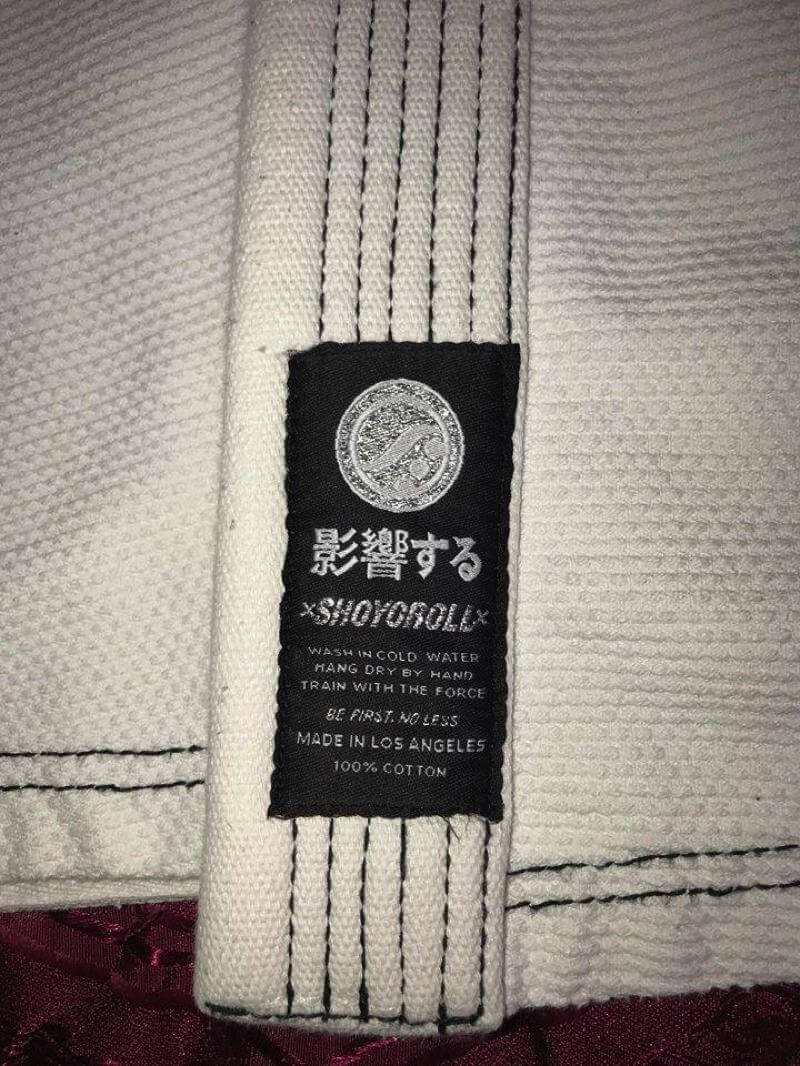 影響する
×SHOYOROLL×
WASH IN COLD WATER
HANG DRY BY HAND
TRAIN WITH THE FORCE
BE FIRST. NO LESS
MADE IN LOS ANGELES
100% COTTON